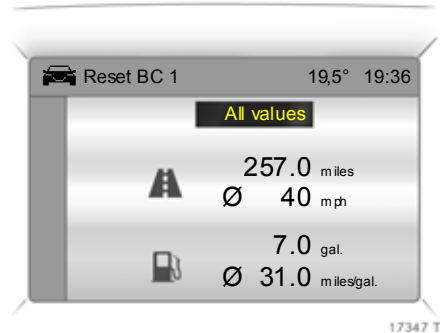 Reset BC 1 19,5° 19:36
All values
257.0 miles
Ø 40 mph
7.0 gal.
Ø 31.0 miles/gal.
17347 T